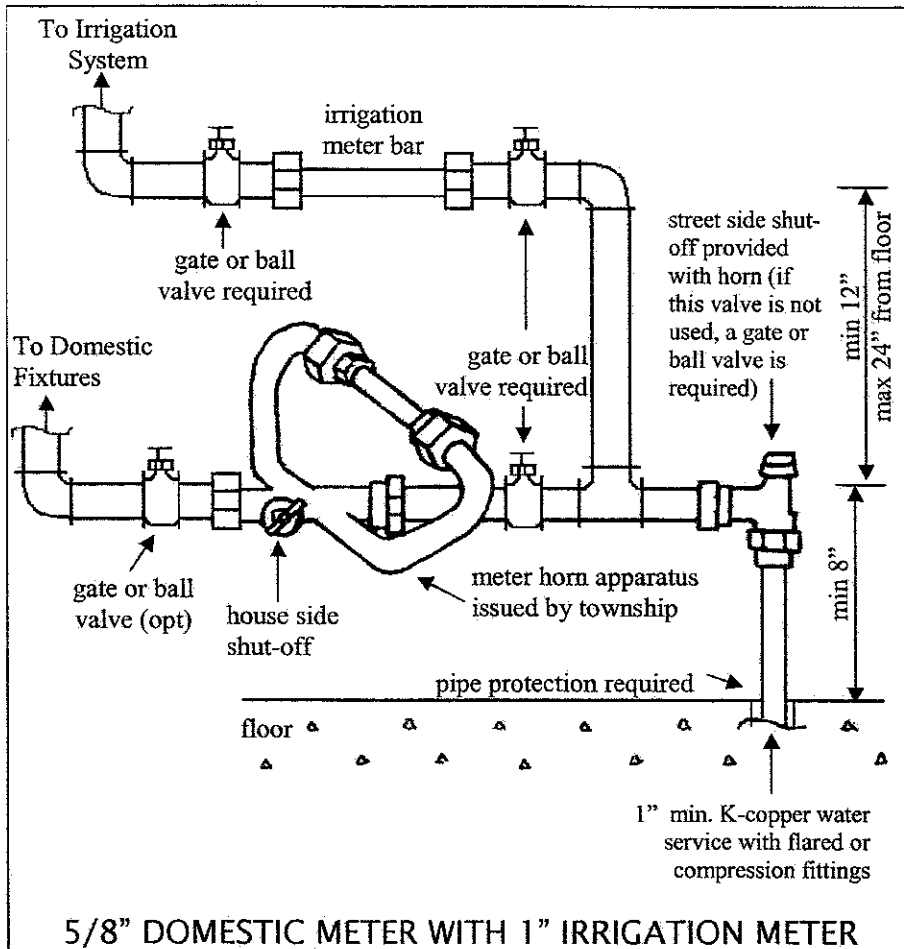 To Irrigation
System
irrigation
meter bar
gate or ball
valve required
street side shut-
off provided
with horn (if
this valve is not
used, a gate or
ball valve is
required)
min 12”
max 24” from floor
To Domestic
Fixtures
gate or ball
valve required
gate or ball
valve (opt)
house side
shut-off
meter horn apparatus
issued by township
min 8”
pipe protection required
floor
1” min. K-copper water
service with flared or
compression fittings
5/8” DOMESTIC METER WITH 1” IRRIGATION METER